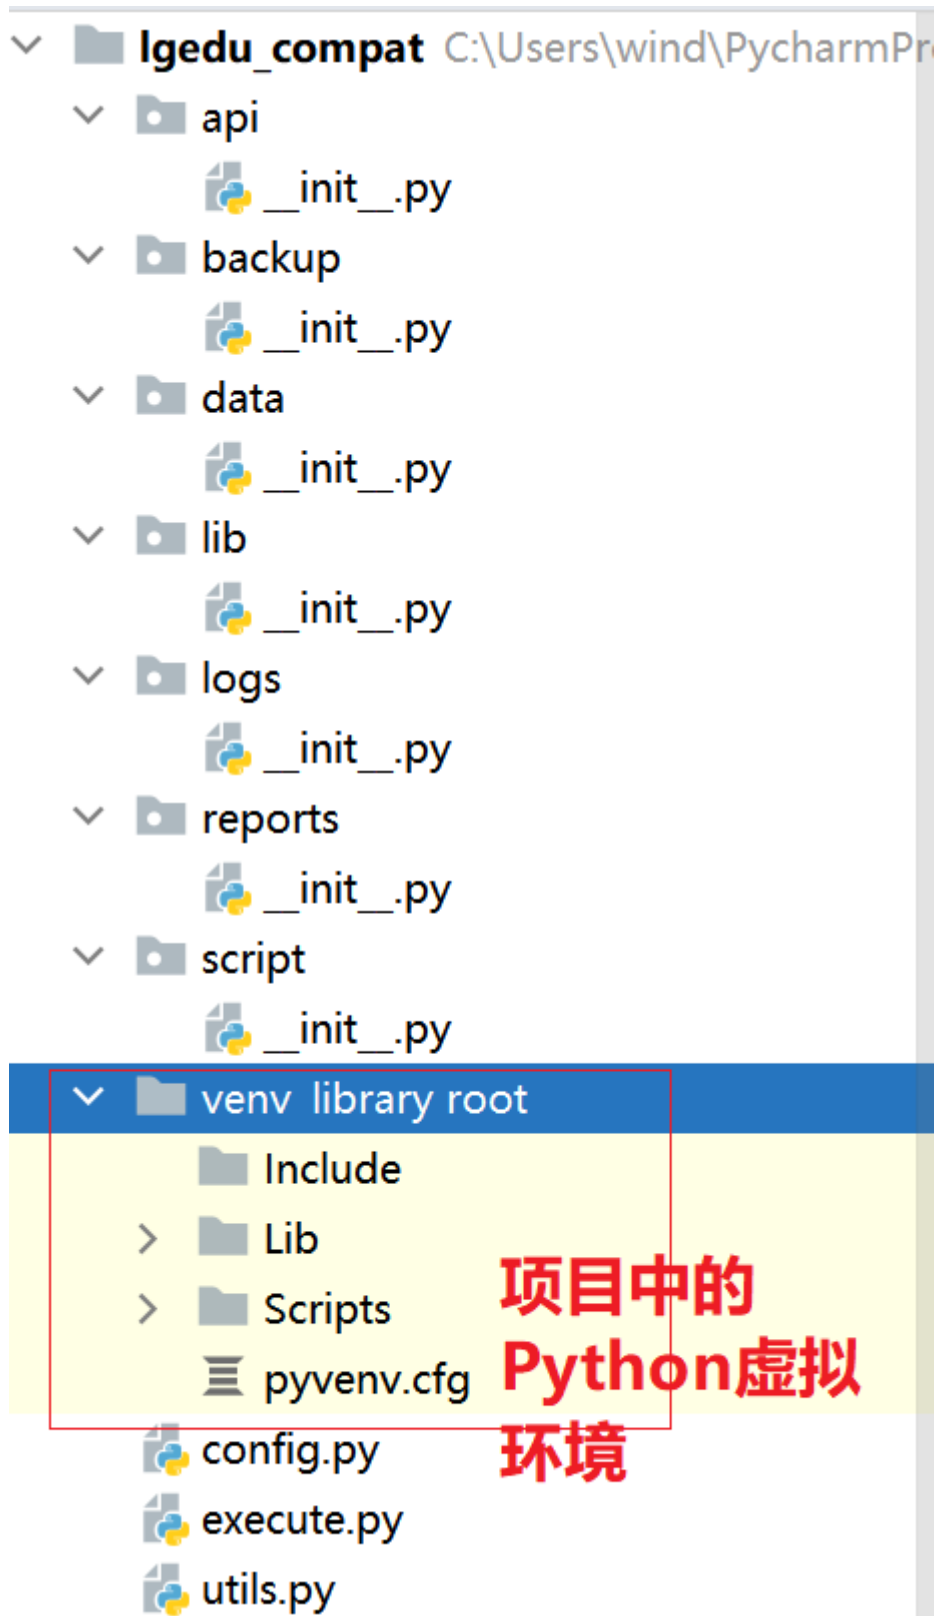 lgedu_compat C:\Users\wind\PycharmPr
api
__init__.py
backup
__init__.py
data
__init__.py
lib
__init__.py
logs
__init__.py
reports
__init__.py
script
__init__.py
venv library root
Include
Lib
Scripts
pyvenv.cfg
项目中的
Python虚拟
环境
config.py
execute.py
utils.py